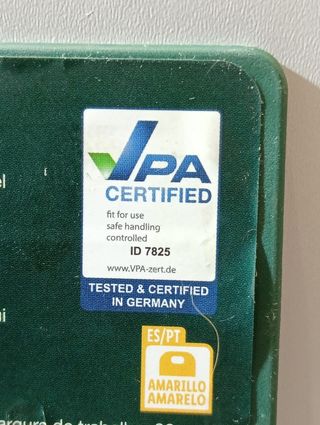 VPA
CERTIFIED
fit for use
safe handling
controlled
ID 7825
www.VPA-zert.de
TESTED & CERTIFIED
IN GERMANY
ES/PT
AMARILLO
AMARELO